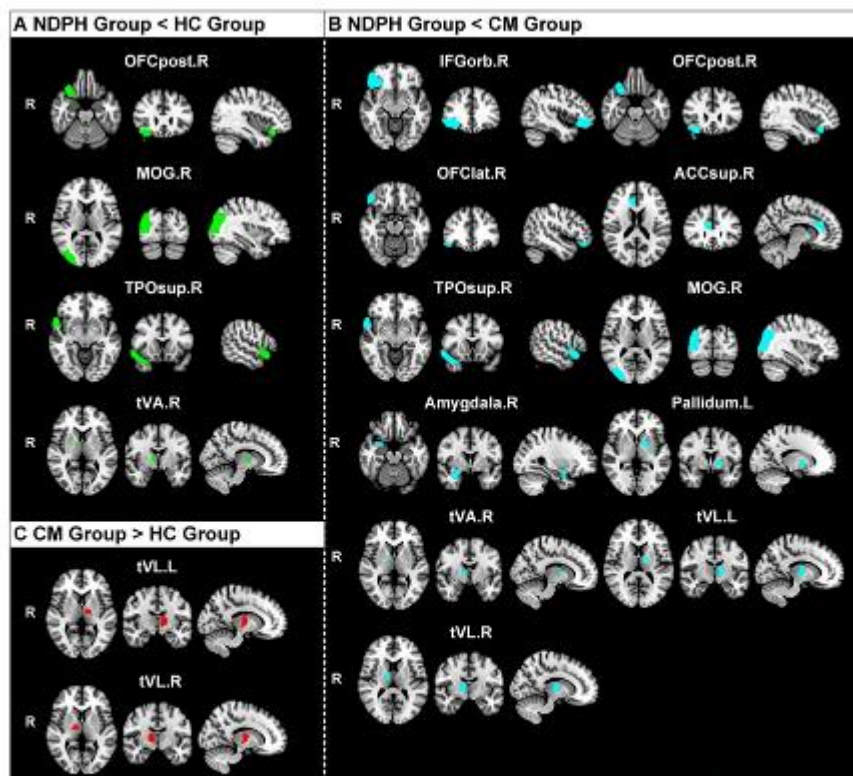 A NDPH Group < HC Group
OFCpost.R
R
MOG.R
R
TPOsup.R
R
tVA.R
R
B NDPH Group < CM Group
IFGorb.R
OFCpost.R
R
OFClat.R
ACCsup.R
R
TPOsup.R
MOG.R
R
Amygdala.R
Pallidum.L
R
tVA.R
tVL.L
R
tVL.R
R
C CM Group > HC Group
tVL.L
R
tVL.R
R